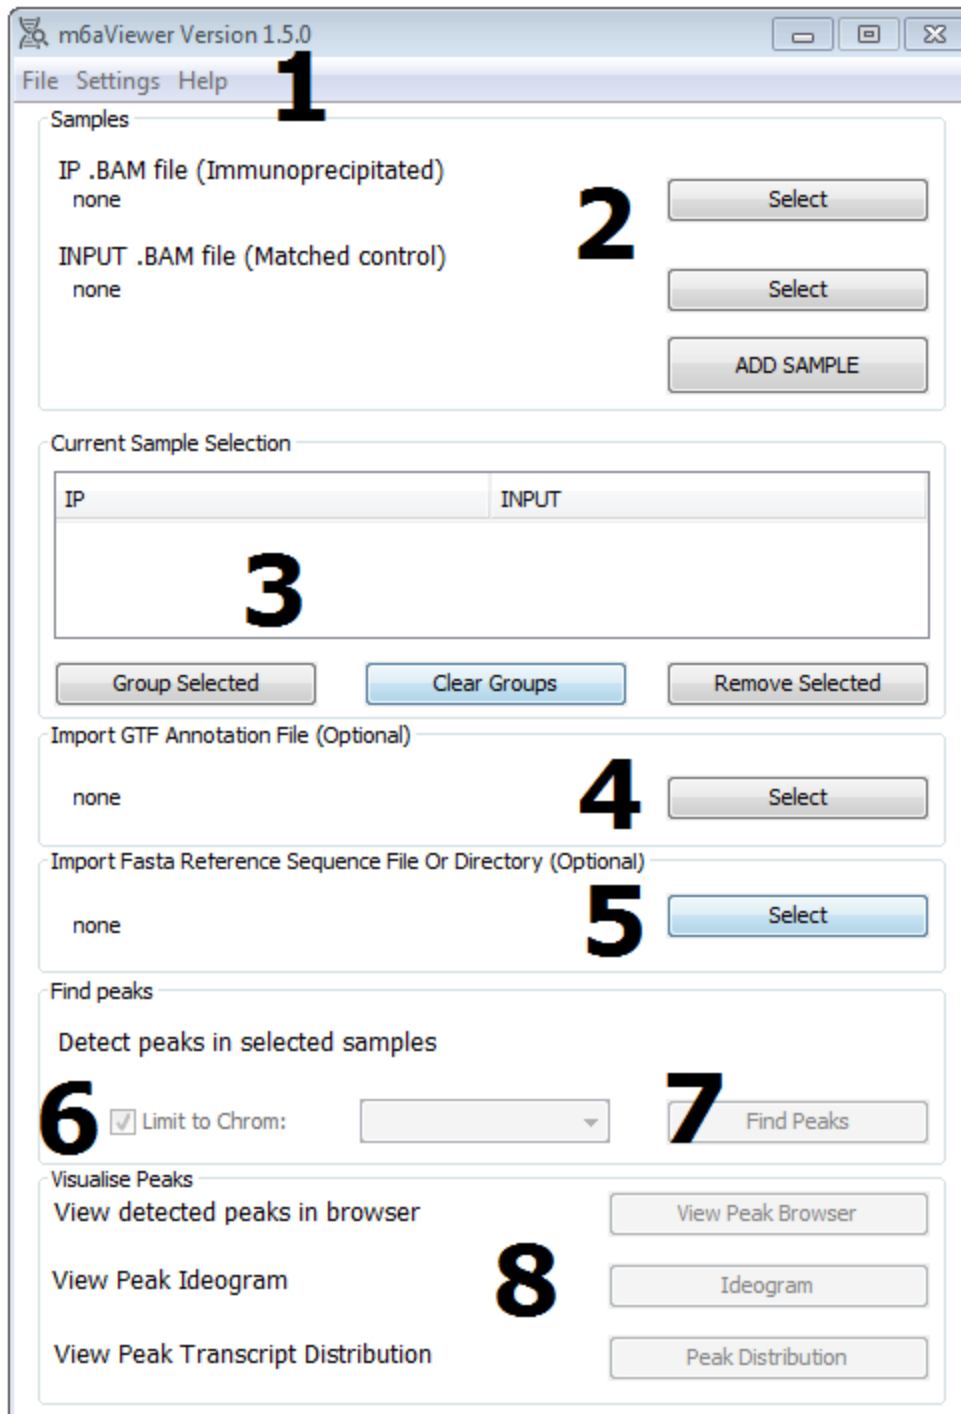 m6aViewer Version 1.5.0
File Settings Help
1
Samples
IP .BAM file (Immunoprecipitated)
none
2
Select
INPUT .BAM file (Matched control)
none
Select
ADD SAMPLE
Current Sample Selection
IP INPUT
3
Group Selected Clear Groups Remove Selected
Import GTF Annotation File (Optional)
none 4 Select
Import Fasta Reference Sequence File Or Directory (Optional)
none 5 Select
Find peaks
Detect peaks in selected samples
6 Limit to Chrom: 7 Find Peaks
Visualise Peaks
View detected peaks in browser View Peak Browser
View Peak Ideogram 8 Ideogram
View Peak Transcript Distribution Peak Distribution